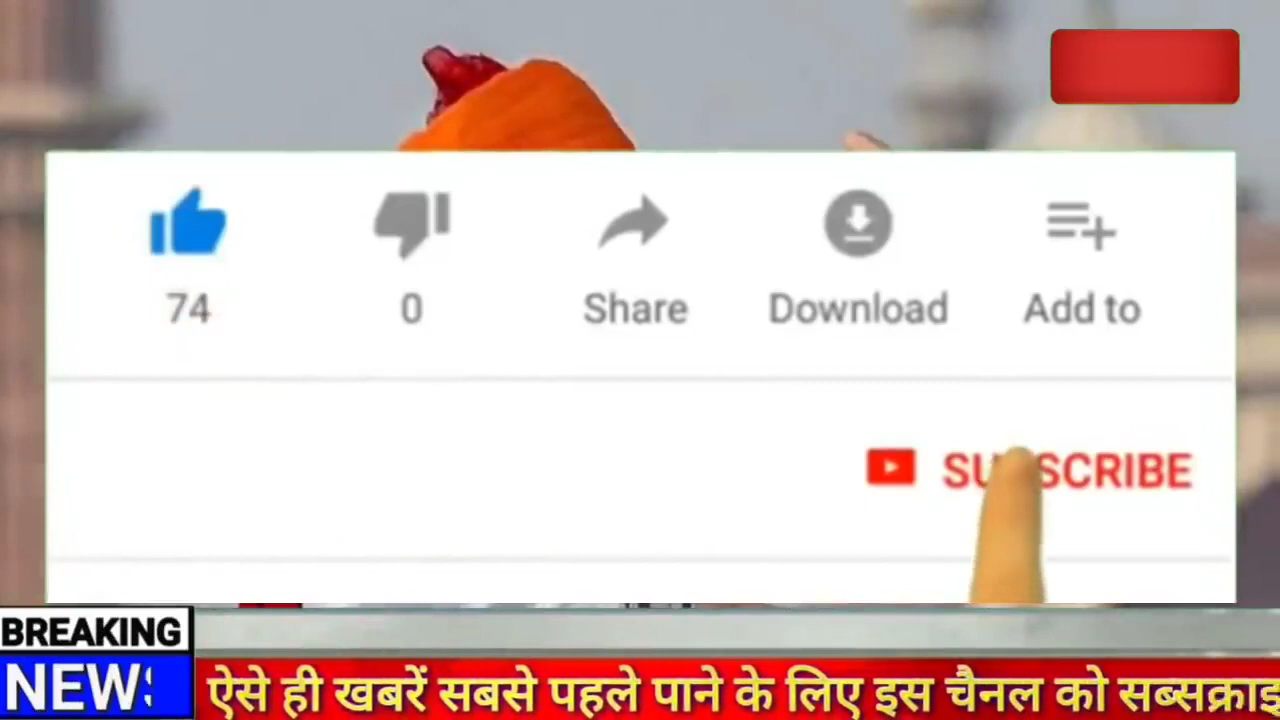 74 0 Share Download Add to
SUBSCRIBE
BREAKING
NEWS
ऐसे ही खबरें सबसे पहले पाने के लिए इस चैनल को सब्सक्राइ